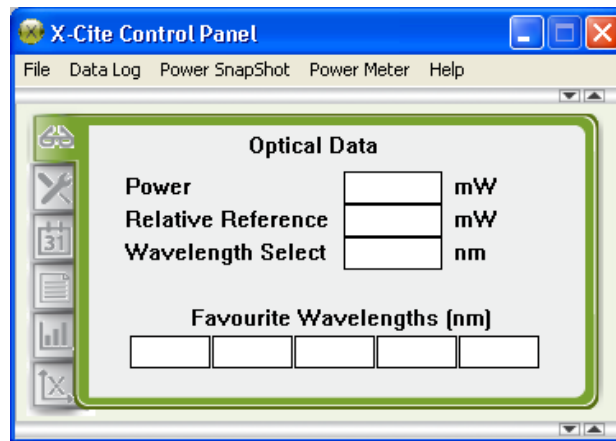 X-Cite Control Panel
File Data Log Power SnapShot Power Meter Help
Optical Data
Power mW
Relative Reference mW
Wavelength Select nm
Favourite Wavelengths (nm)
31
X